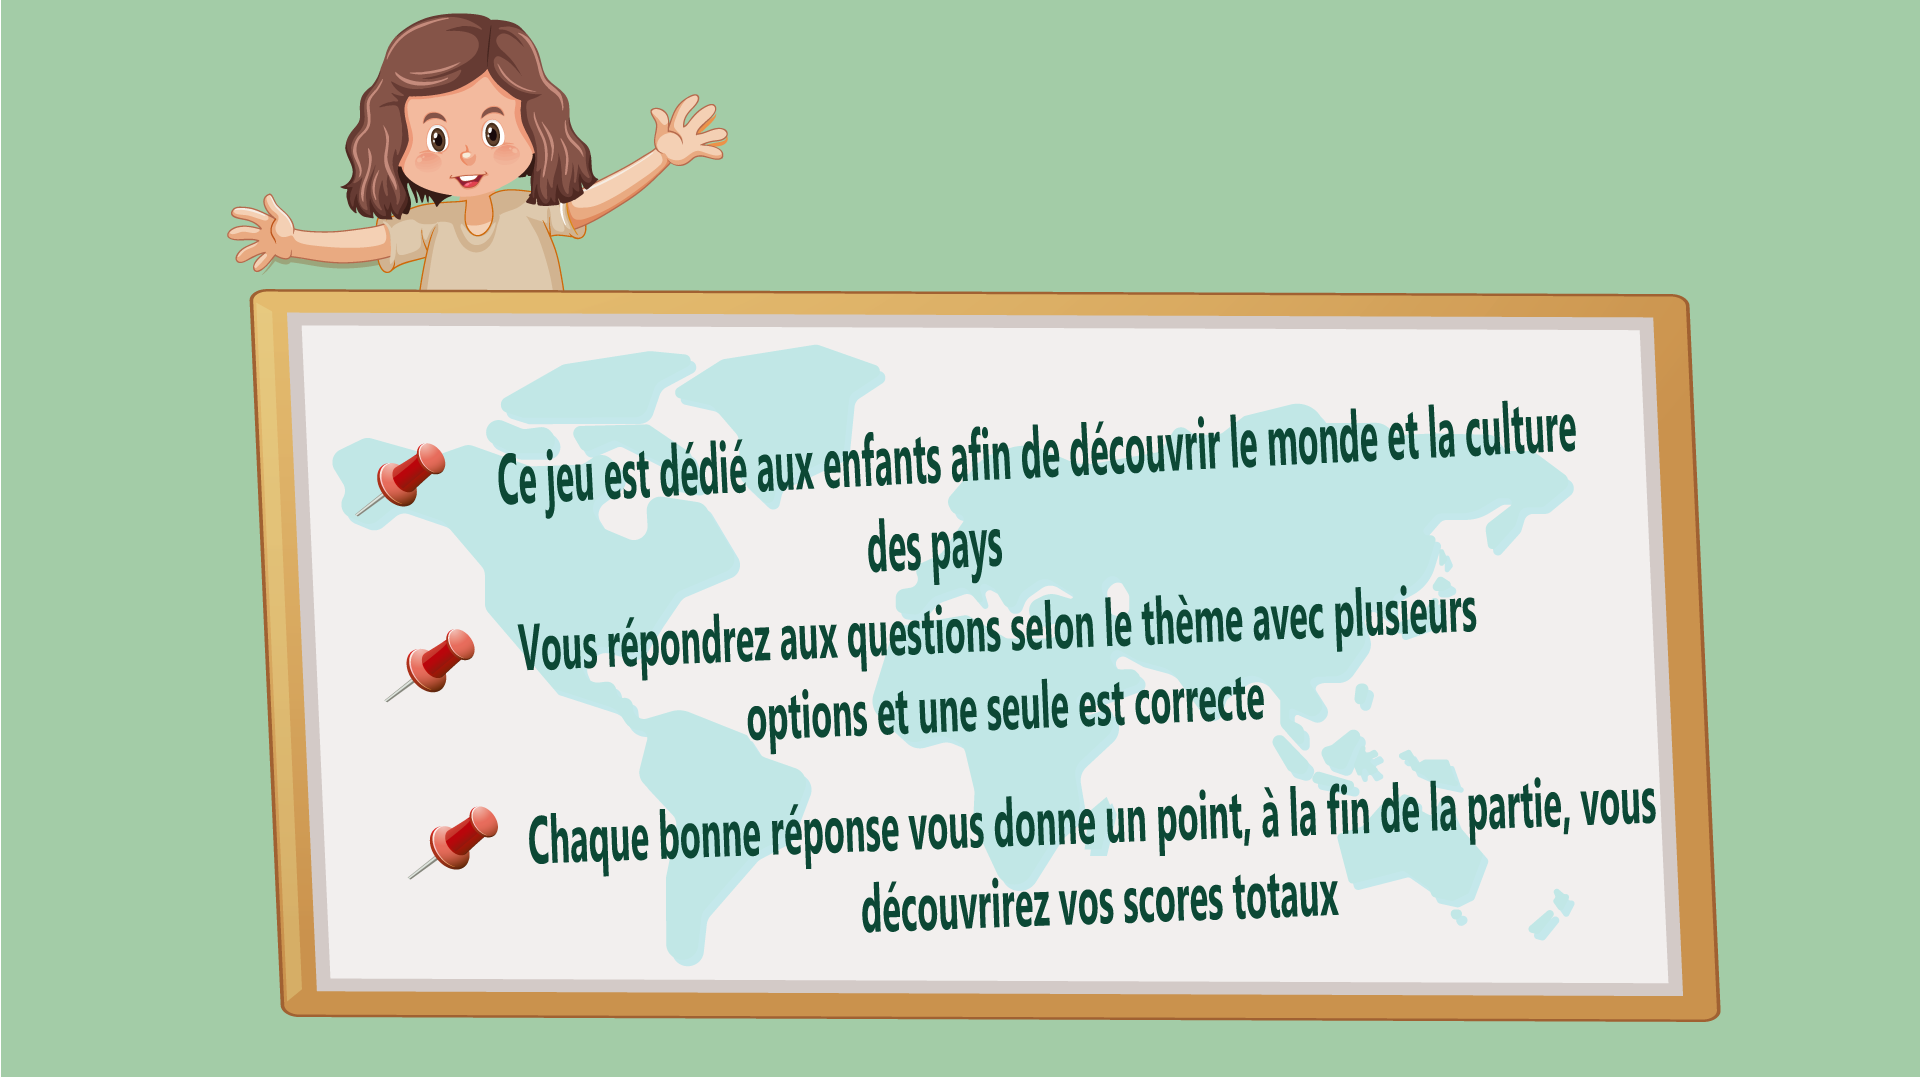 Ce jeu est dédié aux enfants afin de découvrir le monde et la culture
des pays
Vous répondrez aux questions selon le thème avec plusieurs
options et une seule est correcte
Chaque bonne réponse vous donne un point, à la fin de la partie, vous
découvrirez vos scores totaux